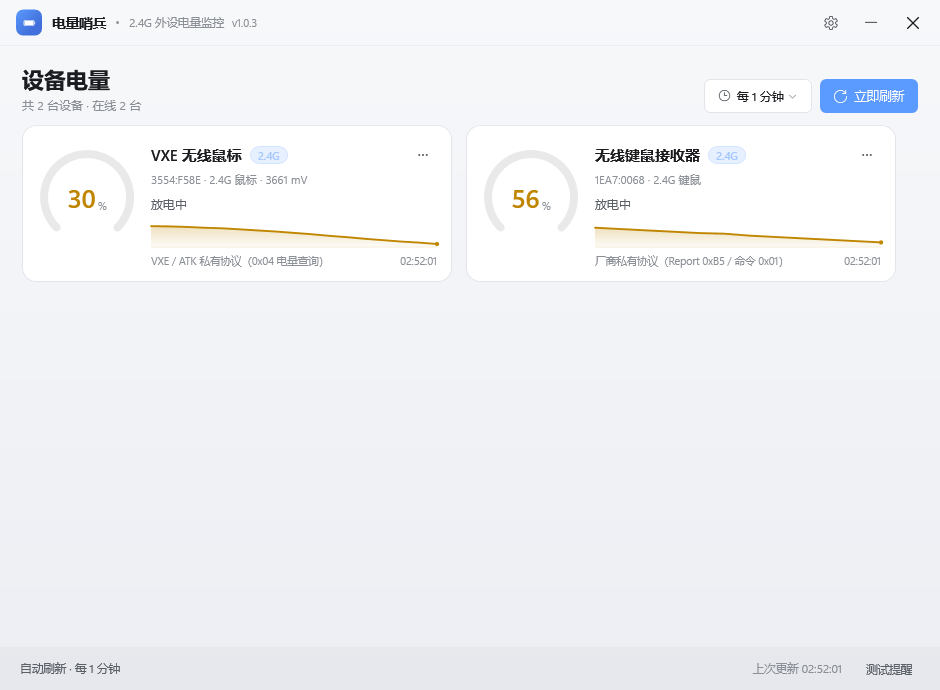 电量哨兵 • 2.4G 外设电量监控 v1.0.3
设备电量
共 2 台设备 · 在线 2 台
每 1 分钟
立即刷新
30 %
VXE 无线鼠标 2.4G ···
3554:F58E · 2.4G 鼠标 · 3661 mV
放电中
VXE / ATK 私有协议（0x04 电量查询） 02:52:01
56 %
无线键鼠接收器 2.4G ···
1EA7:0068 · 2.4G 键鼠
放电中
厂商私有协议（Report 0xB5 / 命令 0x01） 02:52:01
自动刷新 · 每 1 分钟
上次更新 02:52:01 测试提醒